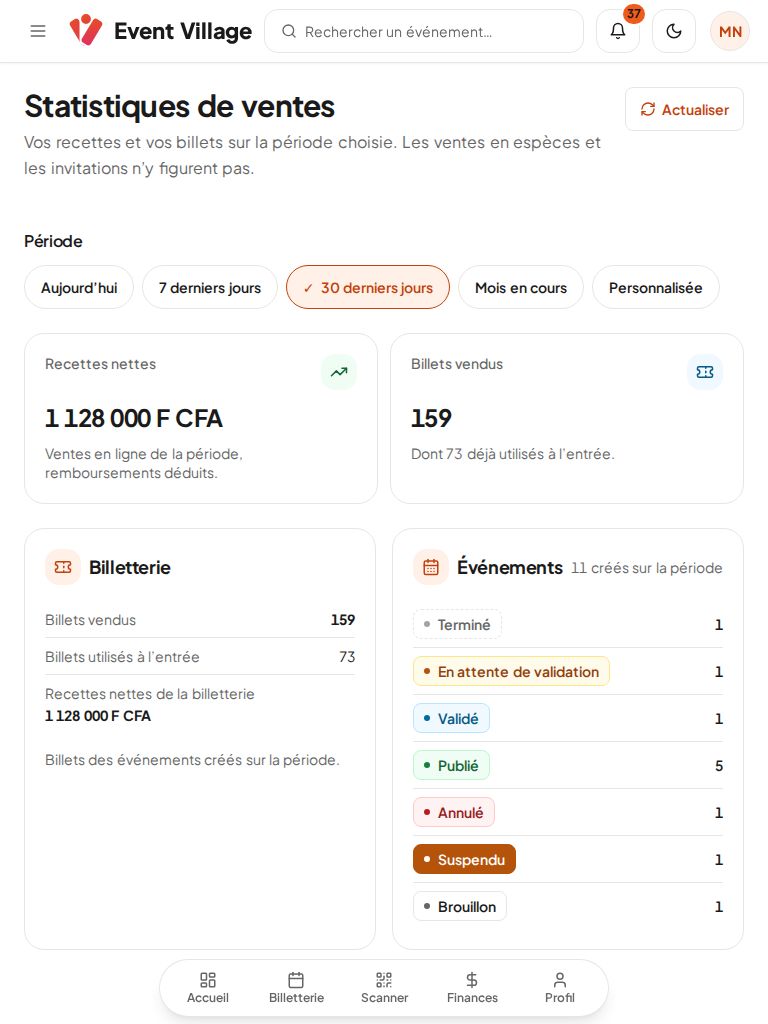 Event Village
Rechercher un événement…
37
MN
Statistiques de ventes
Actualiser
Vos recettes et vos billets sur la période choisie. Les ventes en espèces et
les invitations n’y figurent pas.
Période
Aujourd’hui
7 derniers jours
✓ 30 derniers jours
Mois en cours
Personnalisée
Recettes nettes
1 128 000 F CFA
Ventes en ligne de la période,
remboursements déduits.
Billets vendus
159
Dont 73 déjà utilisés à l’entrée.
Billetterie
Billets vendus 159
Billets utilisés à l’entrée 73
Recettes nettes de la billetterie
1 128 000 F CFA
Billets des événements créés sur la période.
Événements 11 créés sur la période
Terminé 1
En attente de validation 1
Validé 1
Publié 5
Annulé 1
Suspendu 1
Brouillon 1
Accueil
Billetterie
Scanner
Finances
Profil